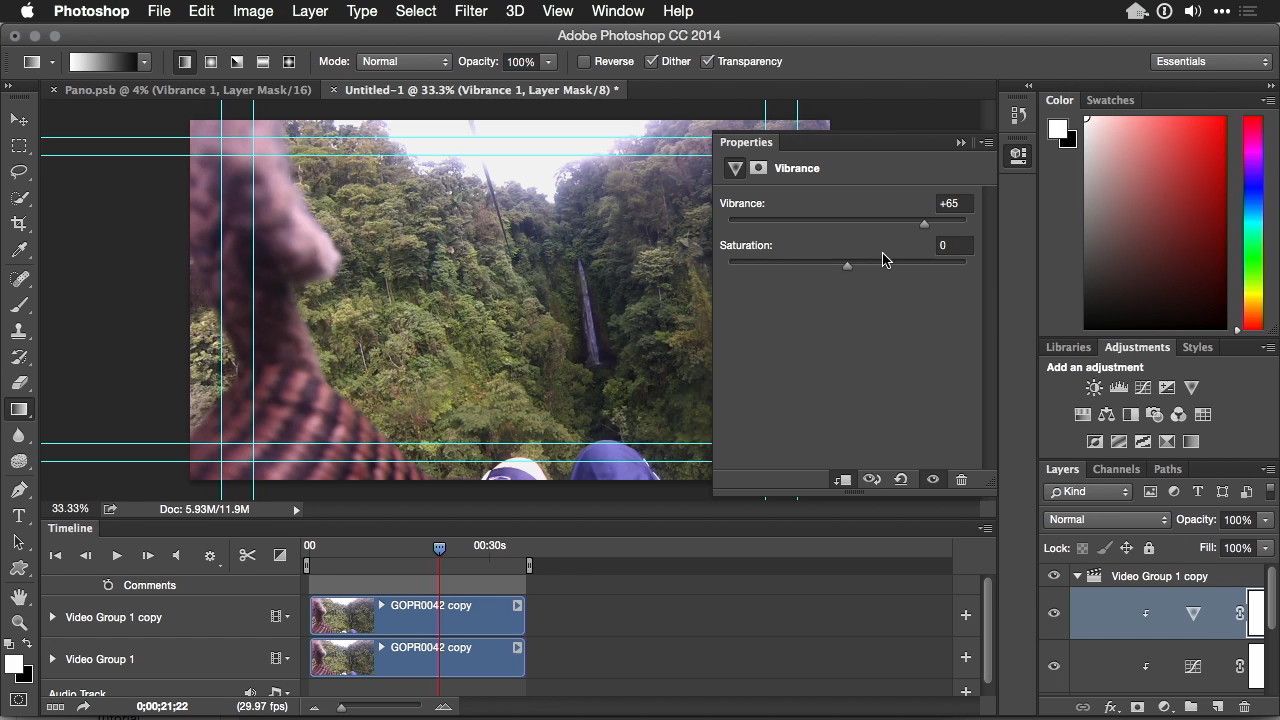 Photoshop File Edit Image Layer Type Select Filter 3D View Window Help
Adobe Photoshop CC 2014
Mode: Normal Opacity: 100% Reverse Dither Transparency Essentials
Pano.psb @ 4% (Vibrance 1, Layer Mask/16)
Untitled-1 @ 33.3% (Vibrance 1, Layer Mask/8) *
Color Swatches
Properties
Vibrance
Vibrance: +65
Saturation: 0
Libraries Adjustments Styles
Add an adjustment
Layers Channels Paths
Kind
33.33% Doc: 5.93M/11.9M
Normal Opacity: 100%
Timeline
Lock: Fill: 100%
00 00:30s
Video Group 1 copy
Comments
Video Group 1 copy
GOPR0042 copy
Video Group 1
GOPR0042 copy
Audio Track
0;00;21;22 (29.97 fps)